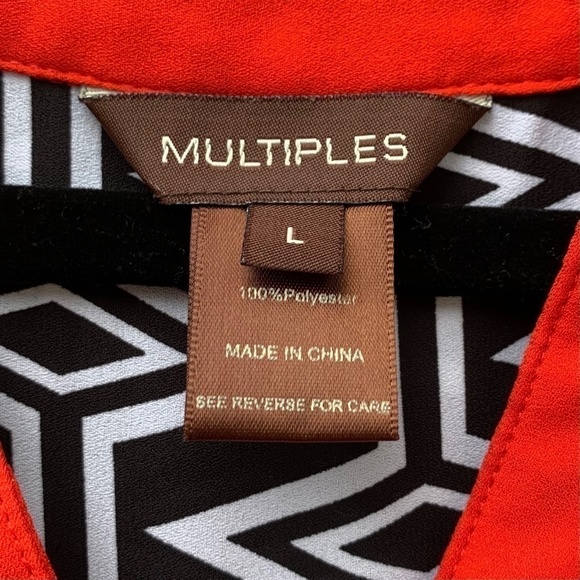 MULTIPLES
L
100%Polyester
MADE IN CHINA
SEE REVERSE FOR CARE